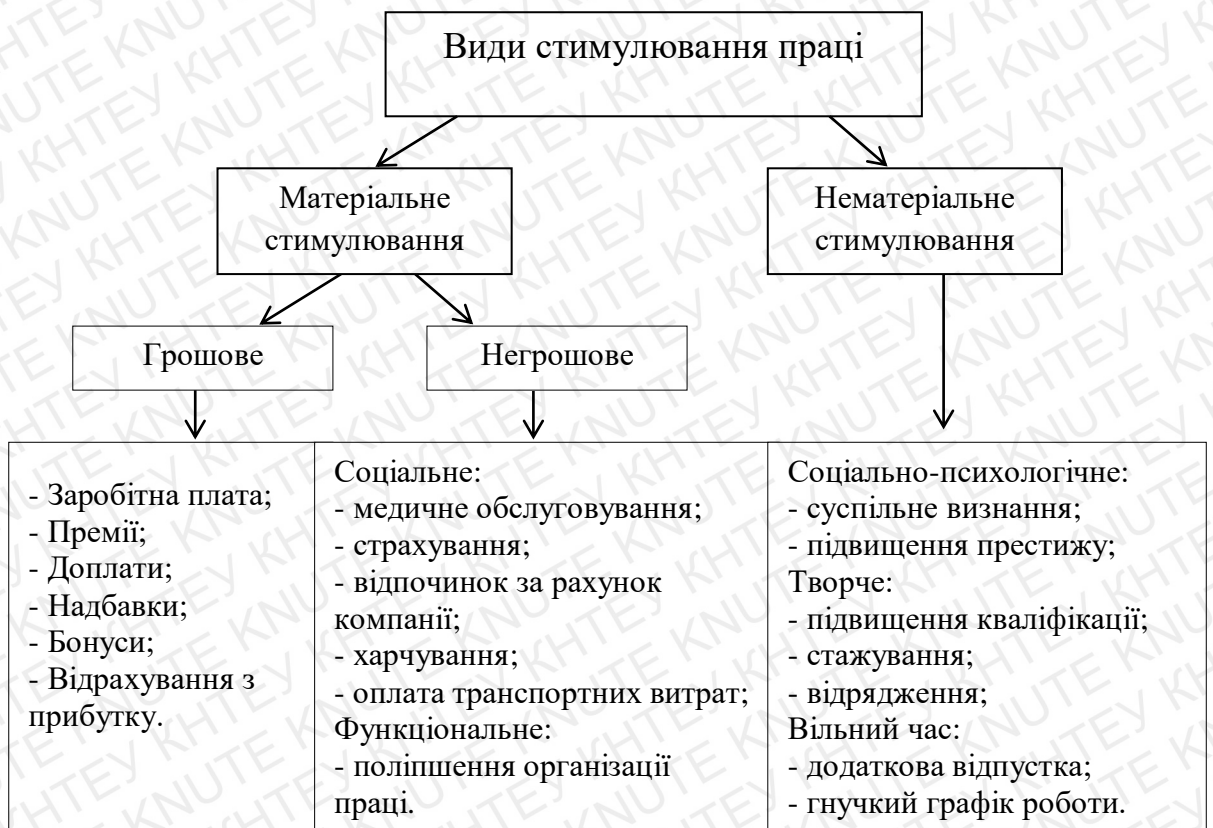 Види стимулювання праці
Матеріальне
стимулювання
Нематеріальне
стимулювання
Грошове
Негрошове
- Заробітна плата;
- Премії;
- Доплати;
- Надбавки;
- Бонуси;
- Відрахування з
прибутку.
Соціальне:
- медичне обслуговування;
- страхування;
- відпочинок за рахунок
компанії;
- харчування;
- оплата транспортних витрат;
Функціональне:
- поліпшення організації
праці.
Соціально-психологічне:
- суспільне визнання;
- підвищення престижу;
Творче:
- підвищення кваліфікації;
- стажування;
- відрядження;
Вільний час:
- додаткова відпустка;
- гнучкий графік роботи.